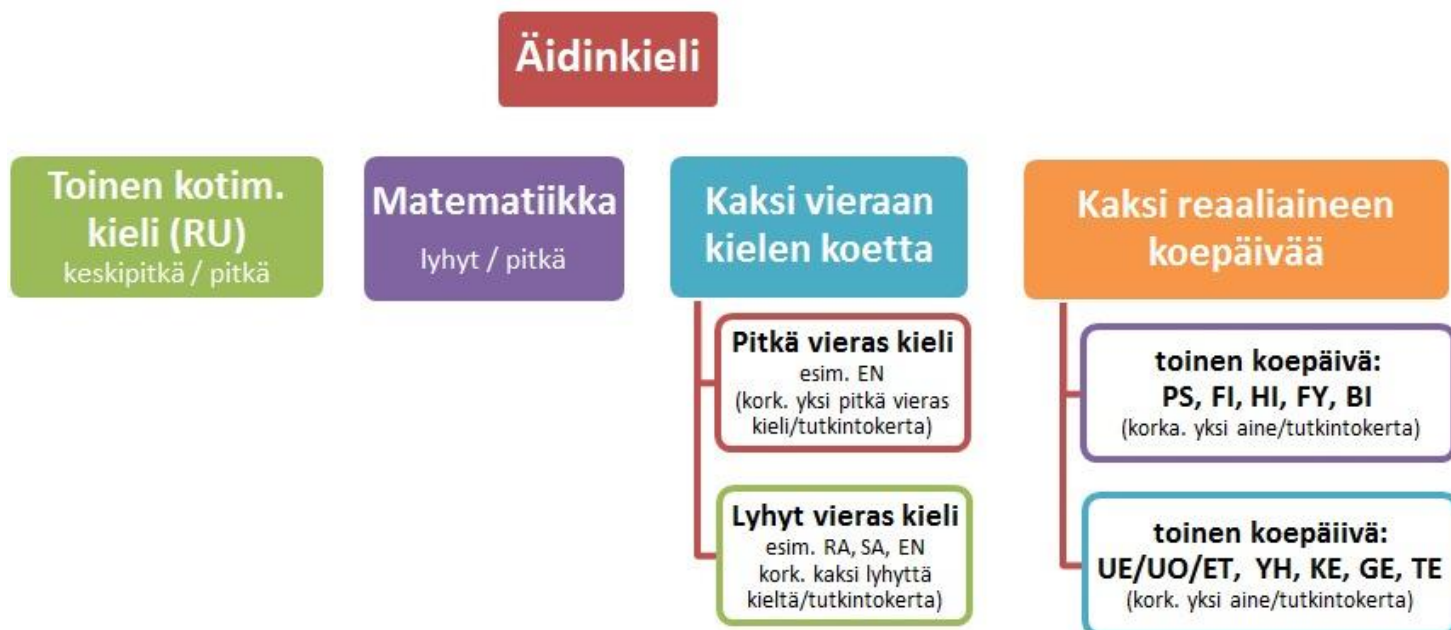 Äidinkieli
Toinen kotim.
kieli (RU)
keskipitkä / pitkä
Matematiikka
lyhyt / pitkä
Kaksi vieraan
kielen koetta
Kaksi reaaliaineen
koepäivää
Pitkä vieras kieli
esim. EN
(kork. yksi pitkä vieras
kieli/tutkintokerta)
Lyhyt vieras kieli
esim. RA, SA, EN
kork. kaksi lyhyttä
kieltä/tutkintokerta)
toinen koepäivä:
PS, FI, HI, FY, BI
(korka. yksi aine/tutkintokerta)
toinen koepäiivä:
UE/UO/ET, YH, KE, GE, TE
(kork. yksi aine/tutkintokerta)